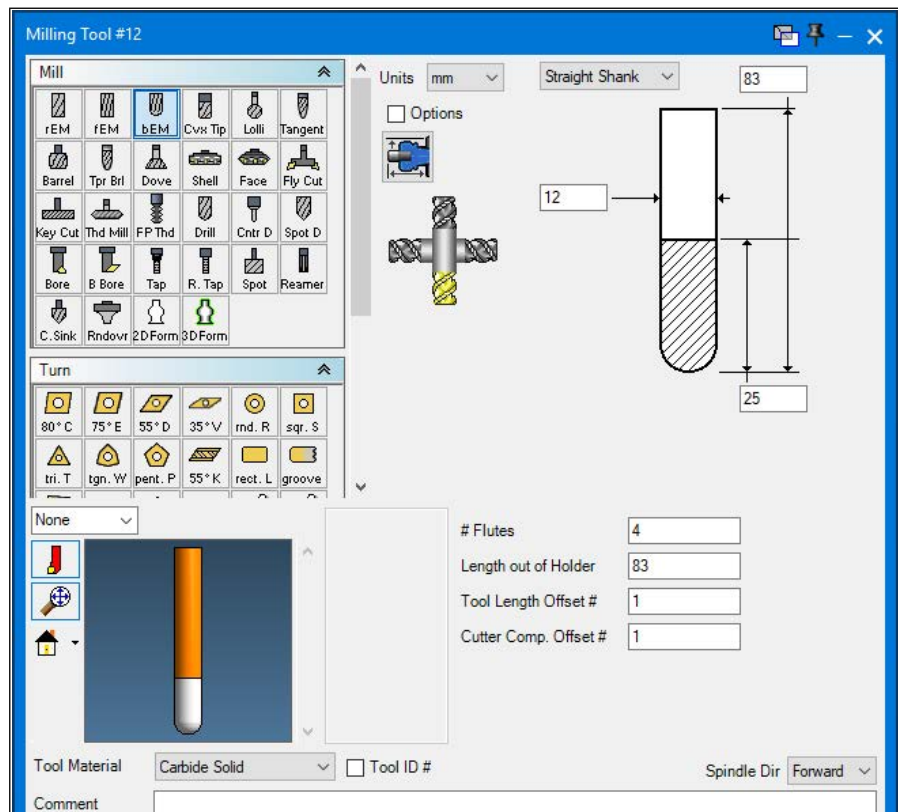 Milling Tool #12
Mill
rEM fEM bEM Cvx Tip Lolli Tangent
Barrel Tpr Brl Dove Shell Face Fly Cut
Key Cut Thd Mill FP Thd Drill Cntr D Spot D
Bore B Bore Tap R. Tap Spot Reamer
C.Sink Rndovr 2DForm 3DForm
Turn
80°C 75°E 55°D 35°V rnd. R sqr. S
tri. T tgn. W pent. P 55°K rect. L groove
Units mm Straight Shank 83
Options
12
25
None
# Flutes 4
Length out of Holder 83
Tool Length Offset # 1
Cutter Comp. Offset # 1
Tool Material Carbide Solid Tool ID # Spindle Dir Forward
Comment